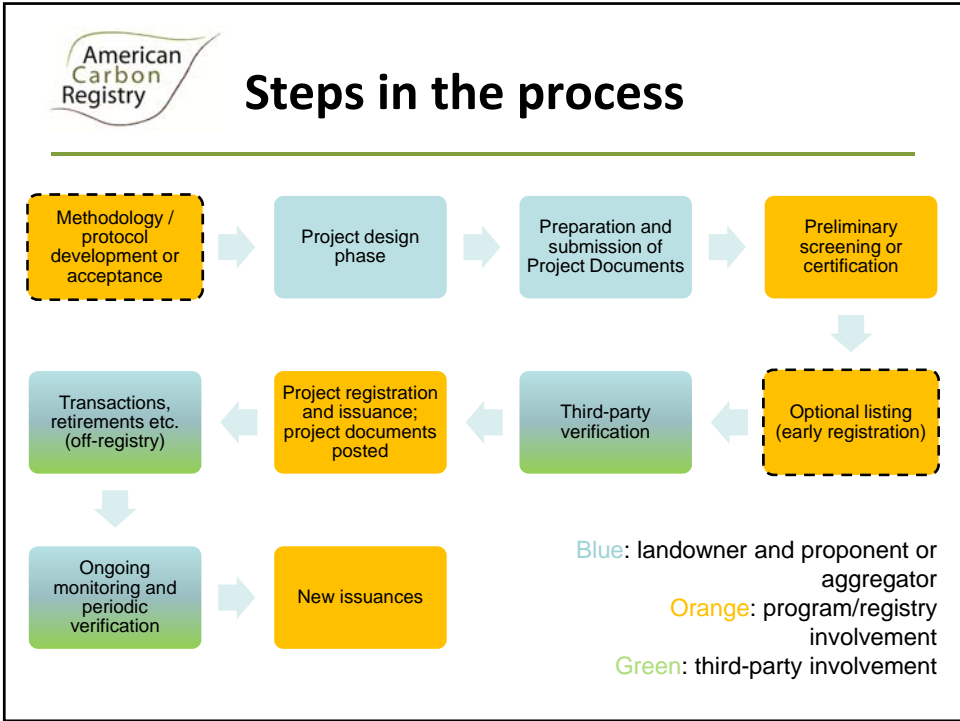 American
Carbon
Registry
Steps in the process
Methodology /
protocol
development or
acceptance
Project design
phase
Preparation and
submission of
Project Documents
Preliminary
screening or
certification
Optional listing
(early registration)
Third-party
verification
Project registration
and issuance;
project documents
posted
Transactions,
retirements etc.
(off-registry)
Ongoing
monitoring and
periodic
verification
New issuances
Blue: landowner and proponent or
aggregator
Orange: program/registry
involvement
Green: third-party involvement